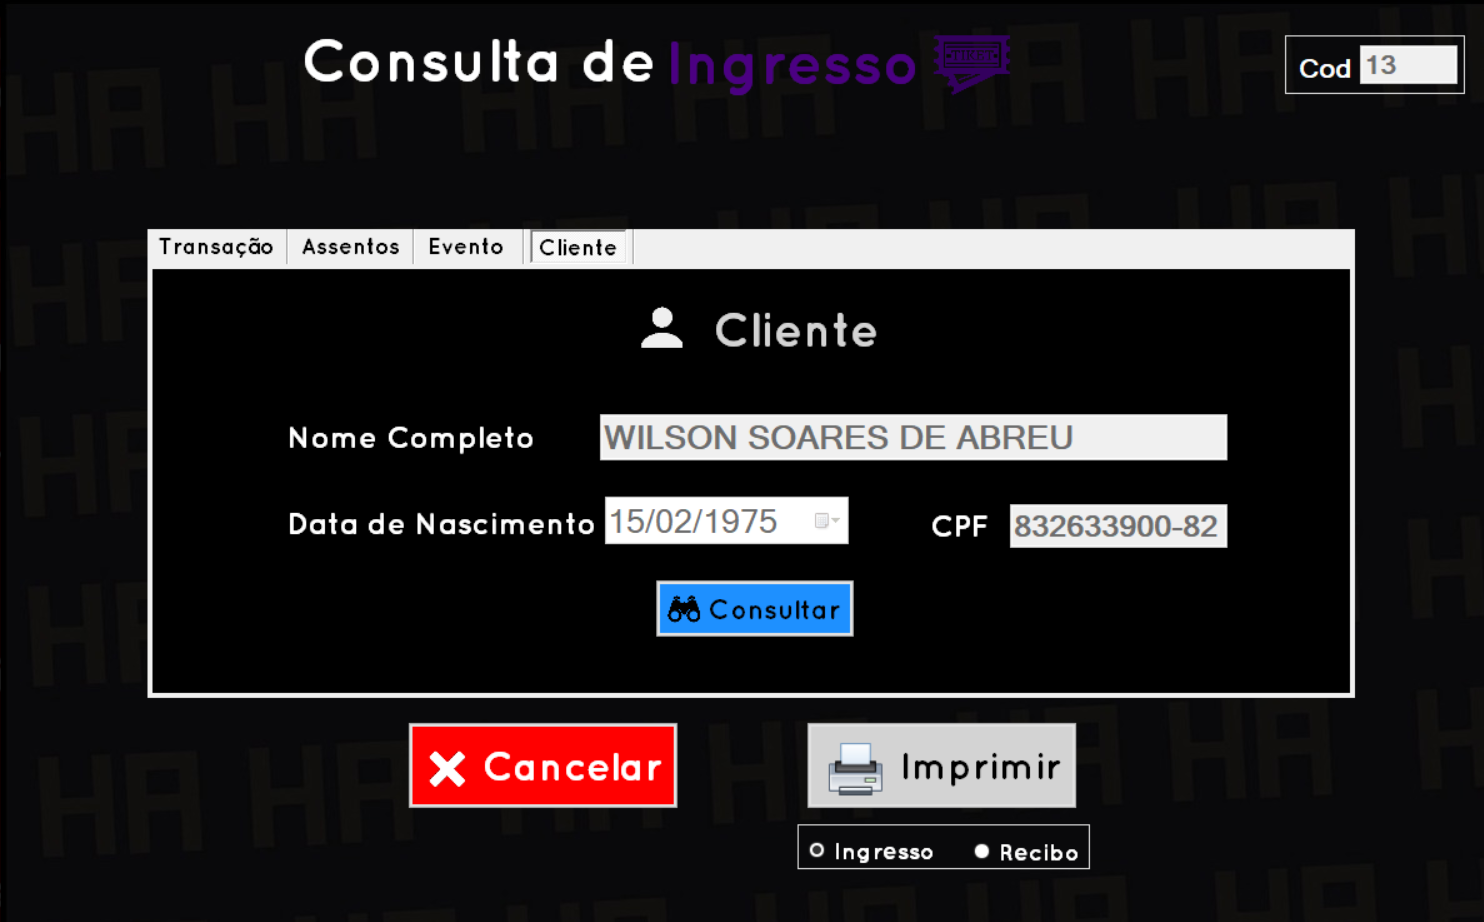 Consulta de Ingresso
Cod 13
Transação Assentos Evento Cliente
Cliente
Nome Completo WILSON SOARES DE ABREU
Data de Nascimento 15/02/1975 CPF 832633900-82
Consultar
Cancelar Imprimir
Ingresso Recibo